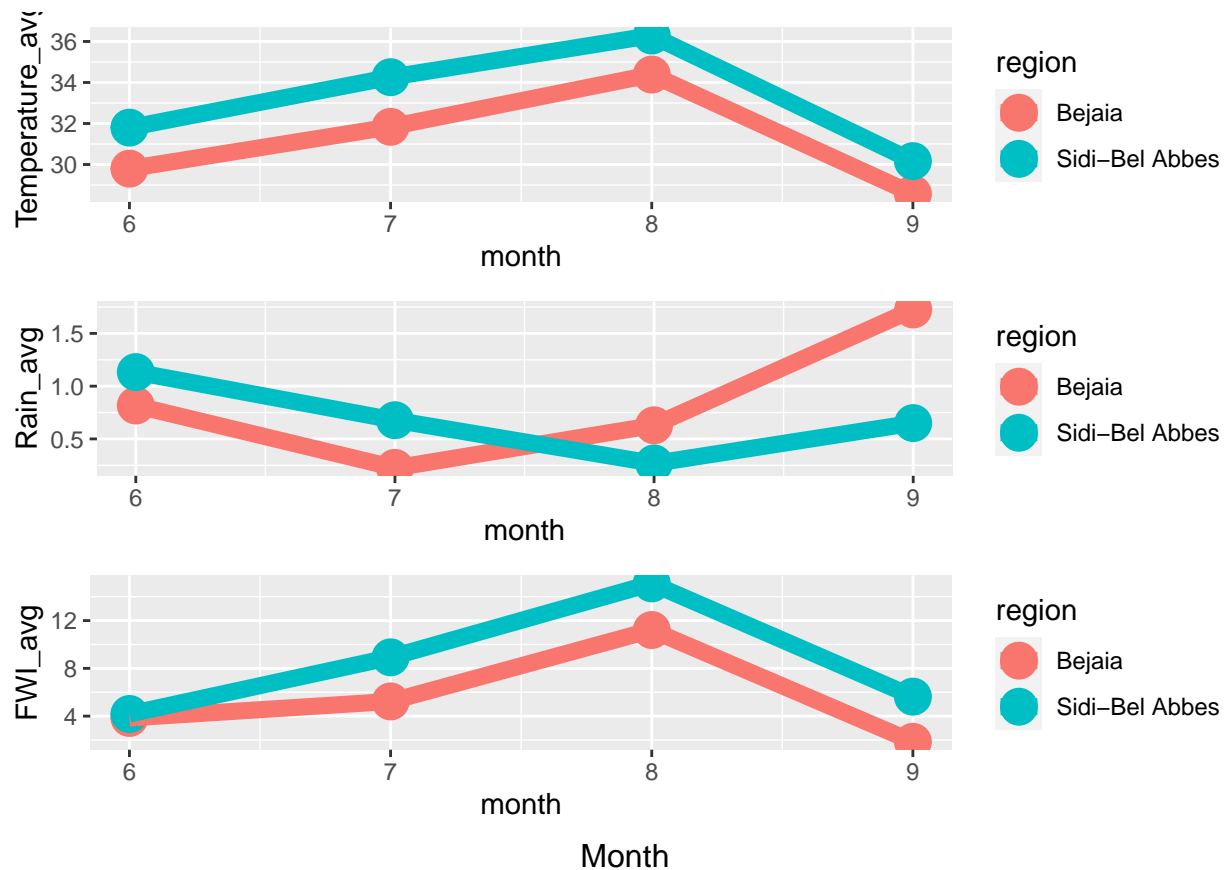 Temperature_avg
36
34
32
30
6 7 8 9
month
region
Bejaia
Sidi−Bel Abbes
Rain_avg
1.5
1.0
0.5
6 7 8 9
month
region
Bejaia
Sidi−Bel Abbes
FWI_avg
12
8
4
6 7 8 9
month
region
Bejaia
Sidi−Bel Abbes
Month